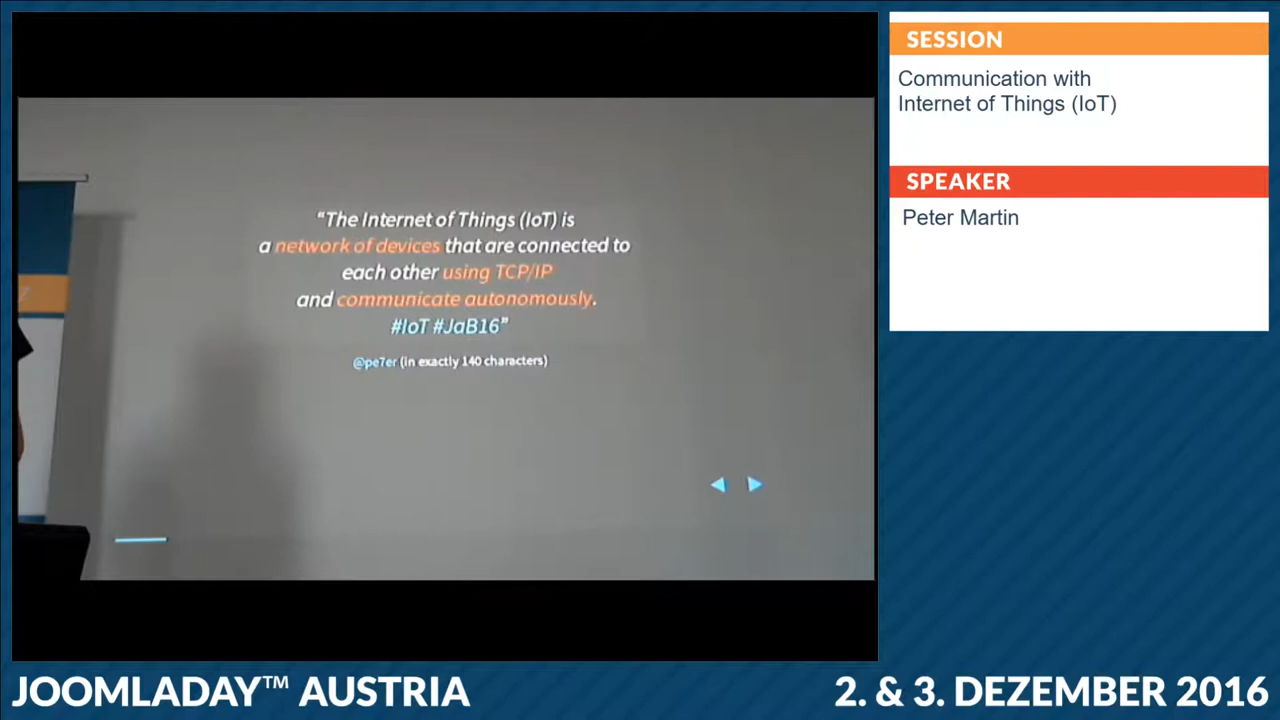 “The Internet of Things (IoT) is
a network of devices that are connected to
each other using TCP/IP
and communicate autonomously.
#IoT #JaB16”
@pe7er (in exactly 140 characters)
SESSION
Communication with
Internet of Things (IoT)
SPEAKER
Peter Martin
JOOMLADAY™ AUSTRIA
2. & 3. DEZEMBER 2016